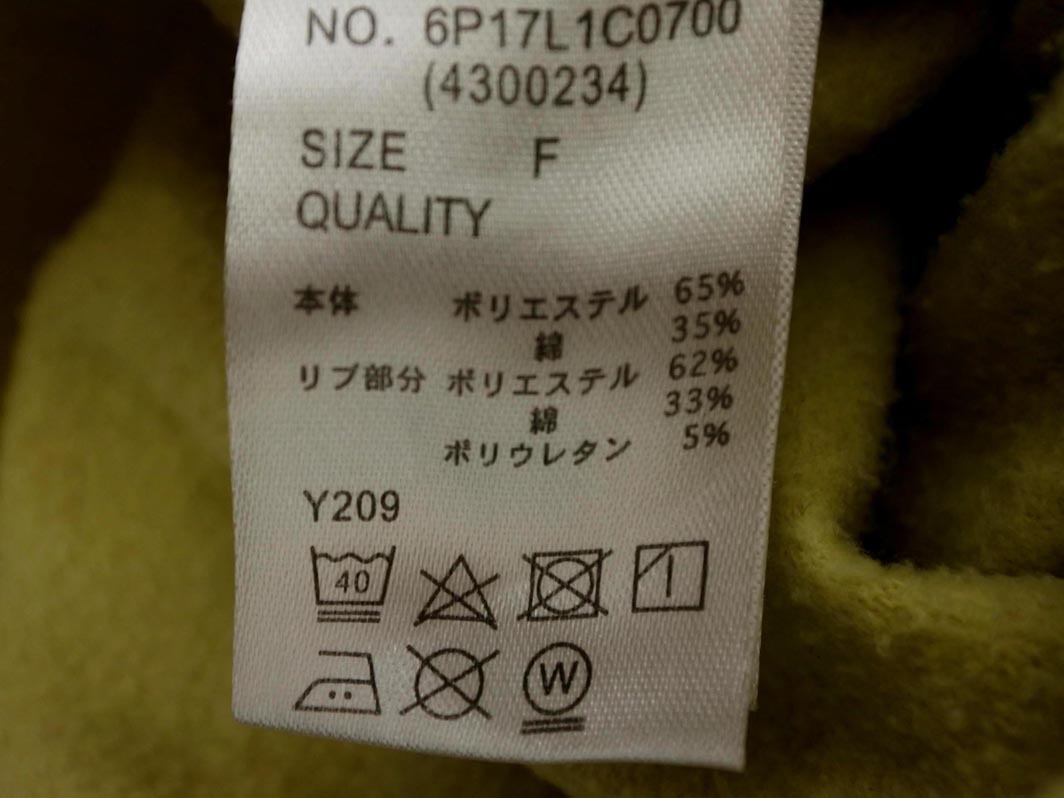 NO. 6P17L1C0700
(4300234)
SIZE F
QUALITY
本体 ポリエステル 65%
綿 35%
リブ部分 ポリエステル 62%
綿 33%
ポリウレタン 5%
Y209
40
W